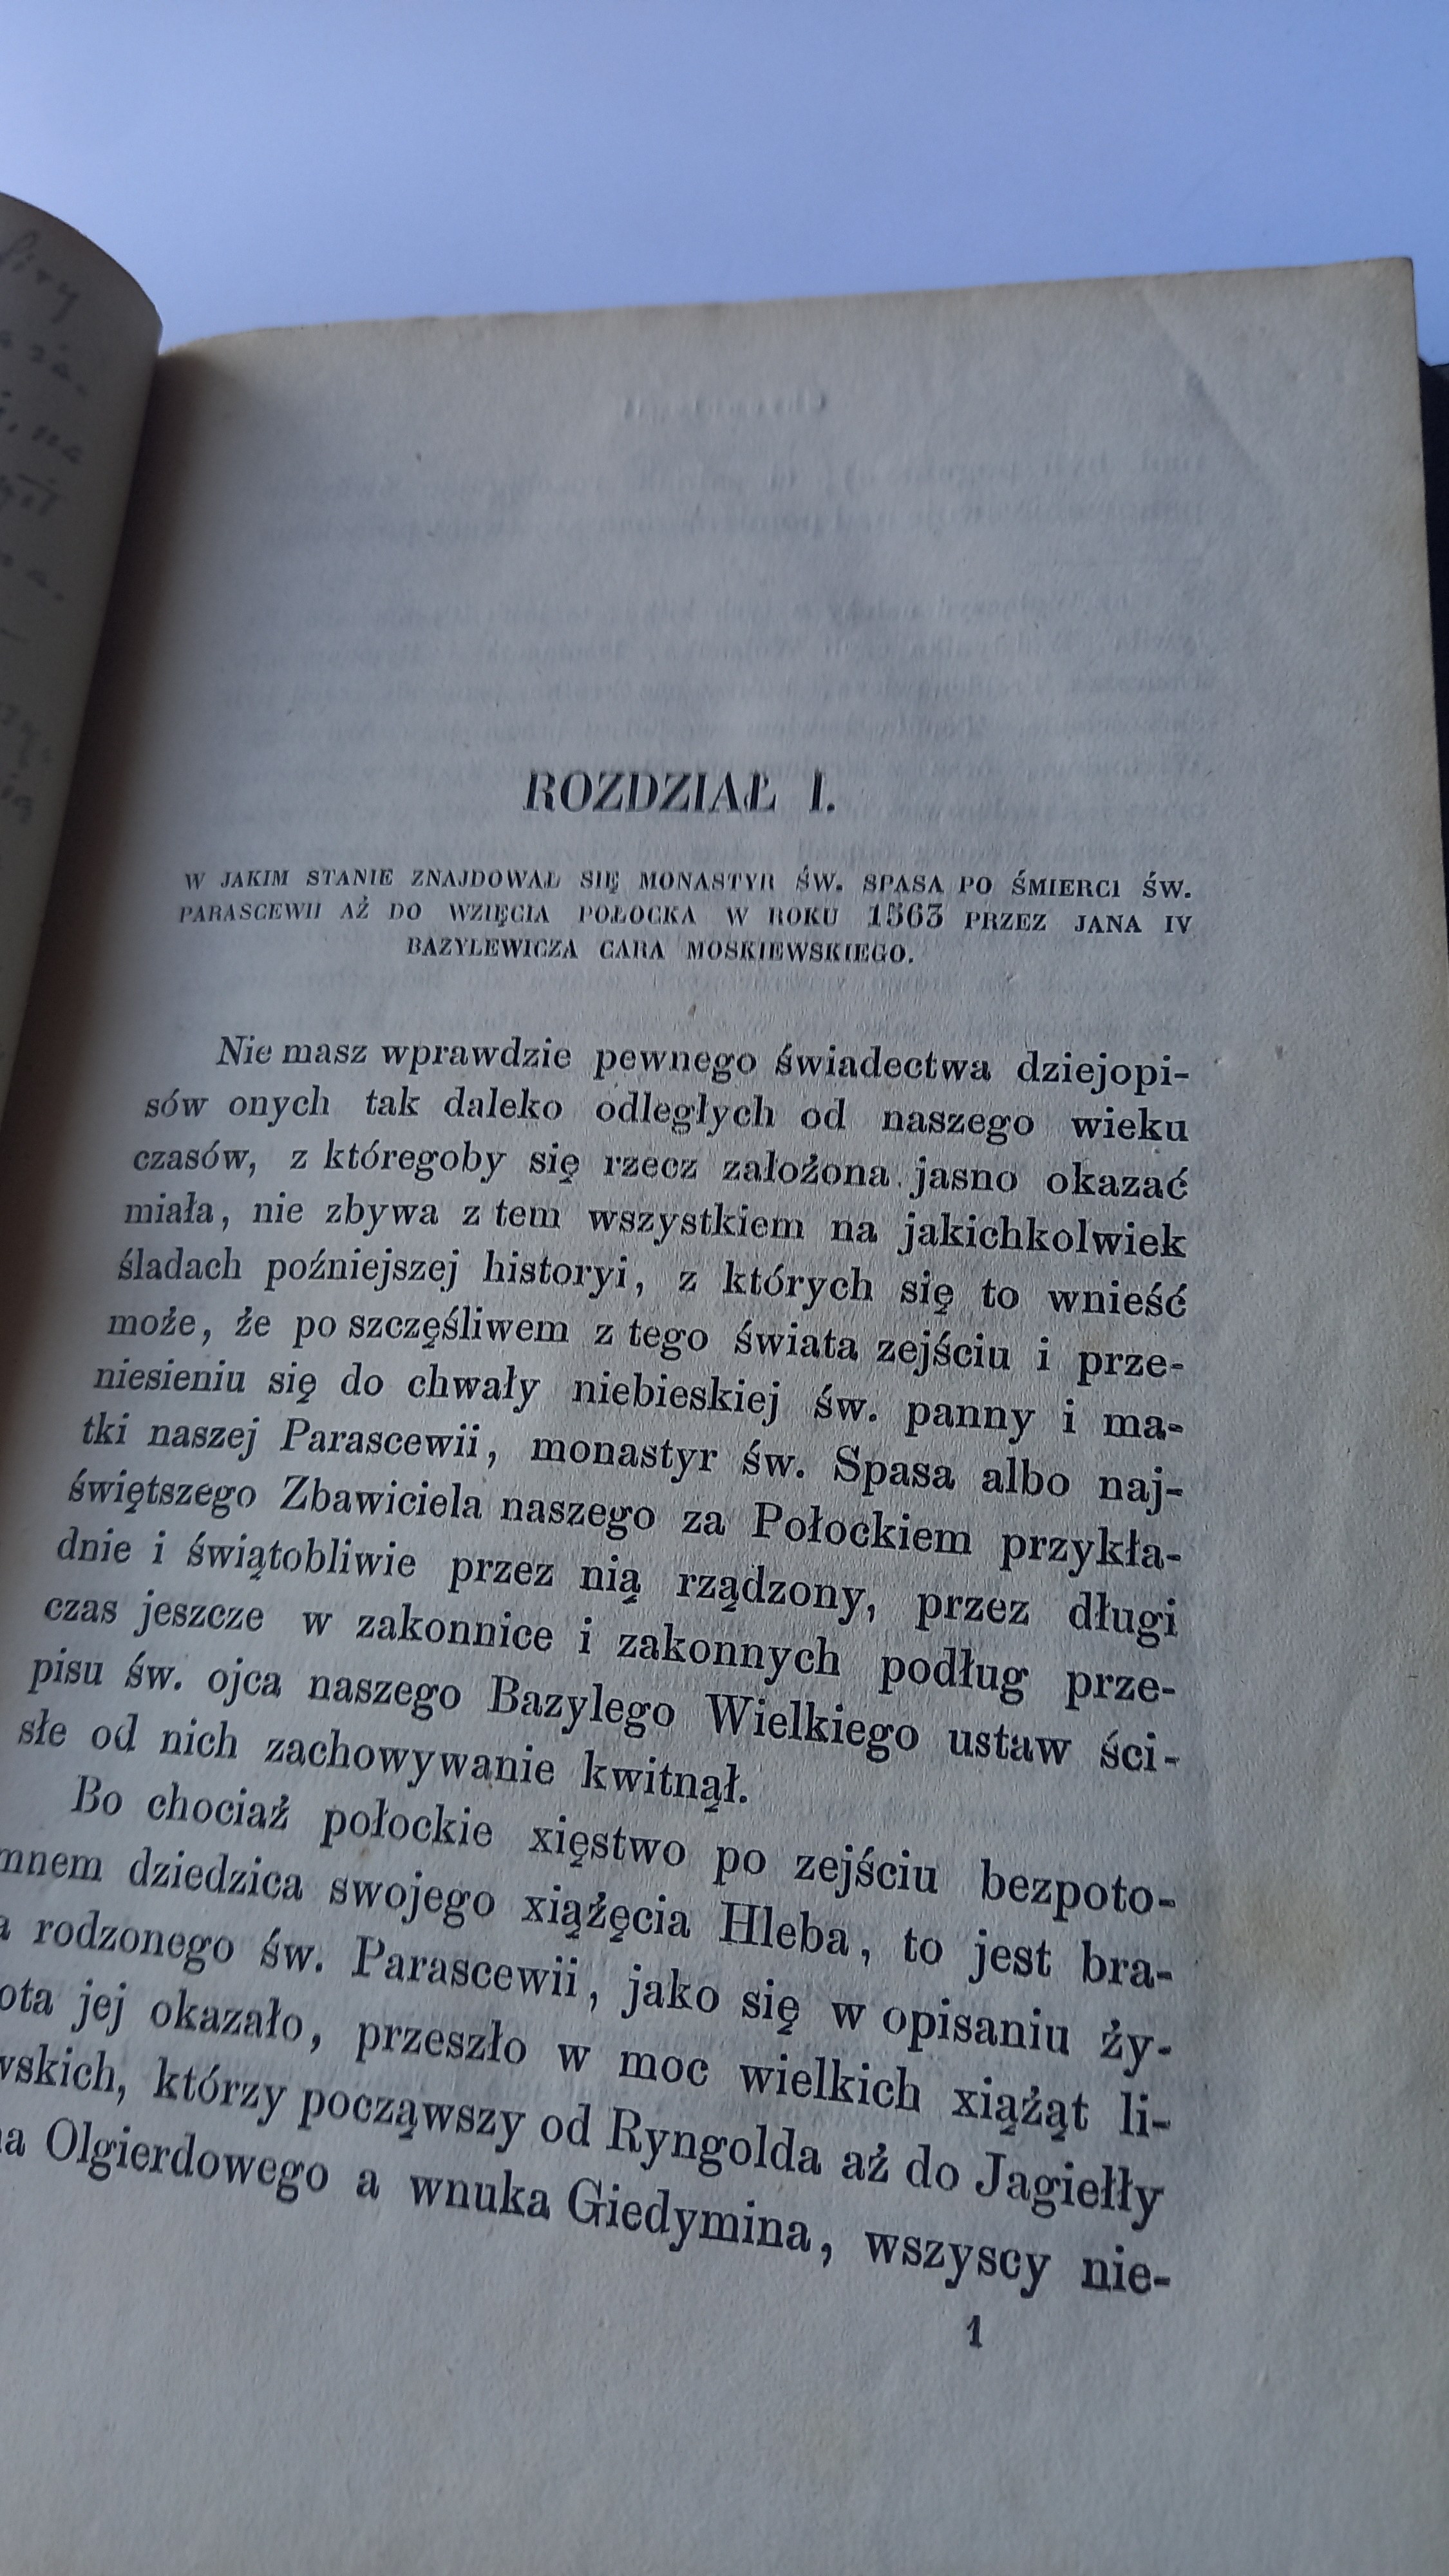 ROZDZIAŁ I.
W JAKIM STANIE ZNAJDOWAŁ SIĘ MONASTYR ŚW. SPASA PO ŚMIERCI ŚW.
PARASCEWII AŻ DO WZIĘCIA POŁOCKA W ROKU 1563 PRZEZ JANA IV
BAZYLEWICZA CARA MOSKIEWSKIEGO.
Nie masz wprawdzie pewnego świadectwa dziejopi-
sów onych tak daleko odległych od naszego wieku
czasów, z któregoby się rzecz założona jasno okazać
miała, nie zbywa z tem wszystkiem na jakichkolwiek
śladach poźniejszej historyi, z których się to wnieść
może, że po szczęśliwem z tego świata zejściu i prze-
niesieniu się do chwały niebieskiej św. panny i ma-
tki naszej Parascewii, monastyr św. Spasa albo naj-
świętszego Zbawiciela naszego za Połockiem przykła-
dnie i świątobliwie przez nią rządzony, przez długi
czas jeszcze w zakonnice i zakonnych podług prze-
pisu św. ojca naszego Bazylego Wielkiego ustaw ści-
słe od nich zachowywanie kwitnął.
Bo chociaż połockie xięstwo po zejściu bezpoto-
mnem dziedzica swojego xiążęcia Hleba, to jest bra-
a rodzonego św. Parascewii, jako się w opisaniu ży-
ota jej okazało, przeszło w moc wielkich xiążąt li-
wskich, którzy począwszy od Ryngolda aż do Jagiełły
na Olgierdowego a wnuka Giedymina, wszyscy nie-
1